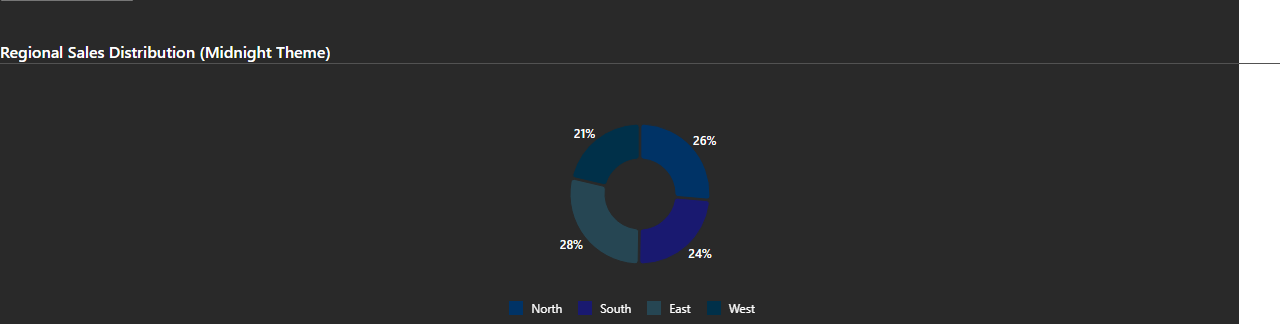 Regional Sales Distribution (Midnight Theme)
21%
26%
28%
24%
North South East West